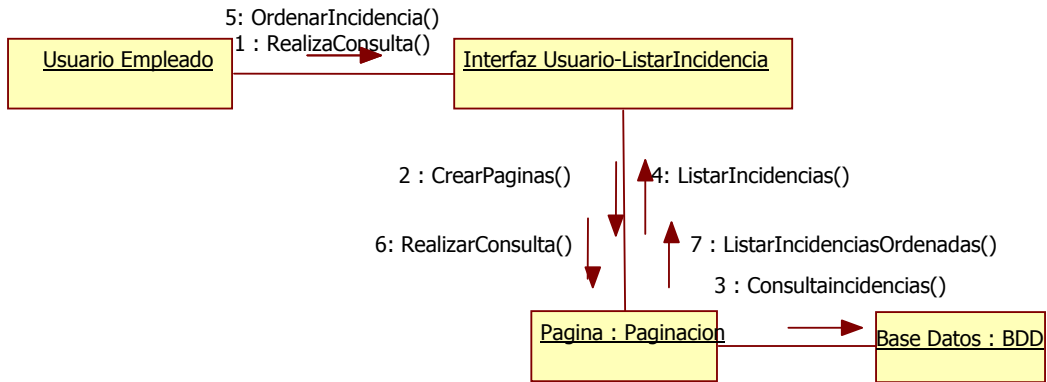 5: OrdenarIncidencia()
1 : RealizaConsulta()
Usuario Empleado
Interfaz Usuario-ListarIncidencia
2 : CrearPaginas()
4: ListarIncidencias()
6: RealizarConsulta()
7 : ListarIncidenciasOrdenadas()
3 : Consultaincidencias()
Pagina : Paginacion
Base Datos : BDD